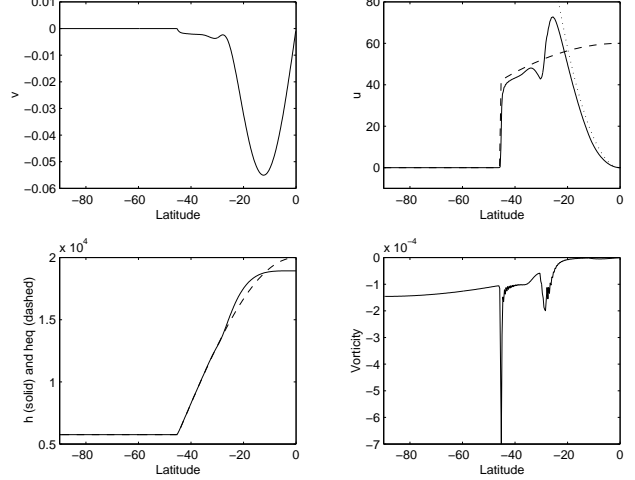 0.01
0
−0.01
−0.02
−0.03
−0.04
−0.05
−0.06
v
−80 −60 −40 −20 0
Latitude
80
60
40
20
0
u
−80 −60 −40 −20 0
Latitude
x 10^4
2
1.5
1
0.5
h (solid) and heq (dashed)
−80 −60 −40 −20 0
Latitude
x 10^−4
0
−1
−2
−3
−4
−5
−6
−7
Vorticity
−80 −60 −40 −20 0
Latitude